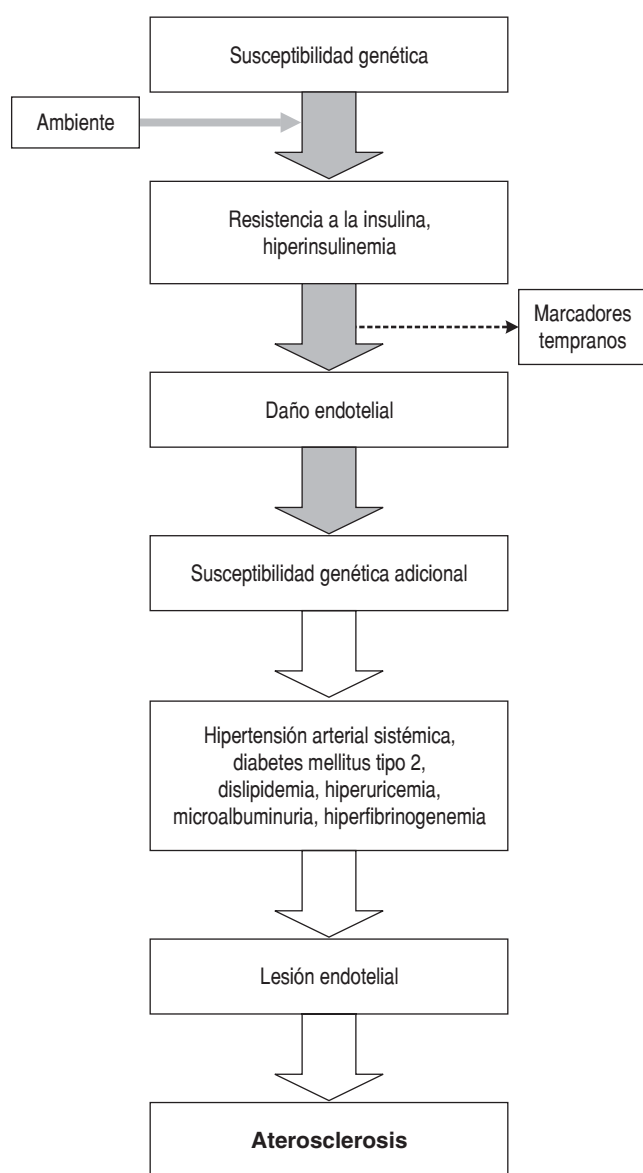 Susceptibilidad genética
Ambiente
Resistencia a la insulina,
hiperinsulinemia
Marcadores
tempranos
Daño endotelial
Susceptibilidad genética adicional
Hipertensión arterial sistémica,
diabetes mellitus tipo 2,
dislipidemia, hiperuricemia,
microalbuminuria, hiperfibrinogenemia
Lesión endotelial
Aterosclerosis